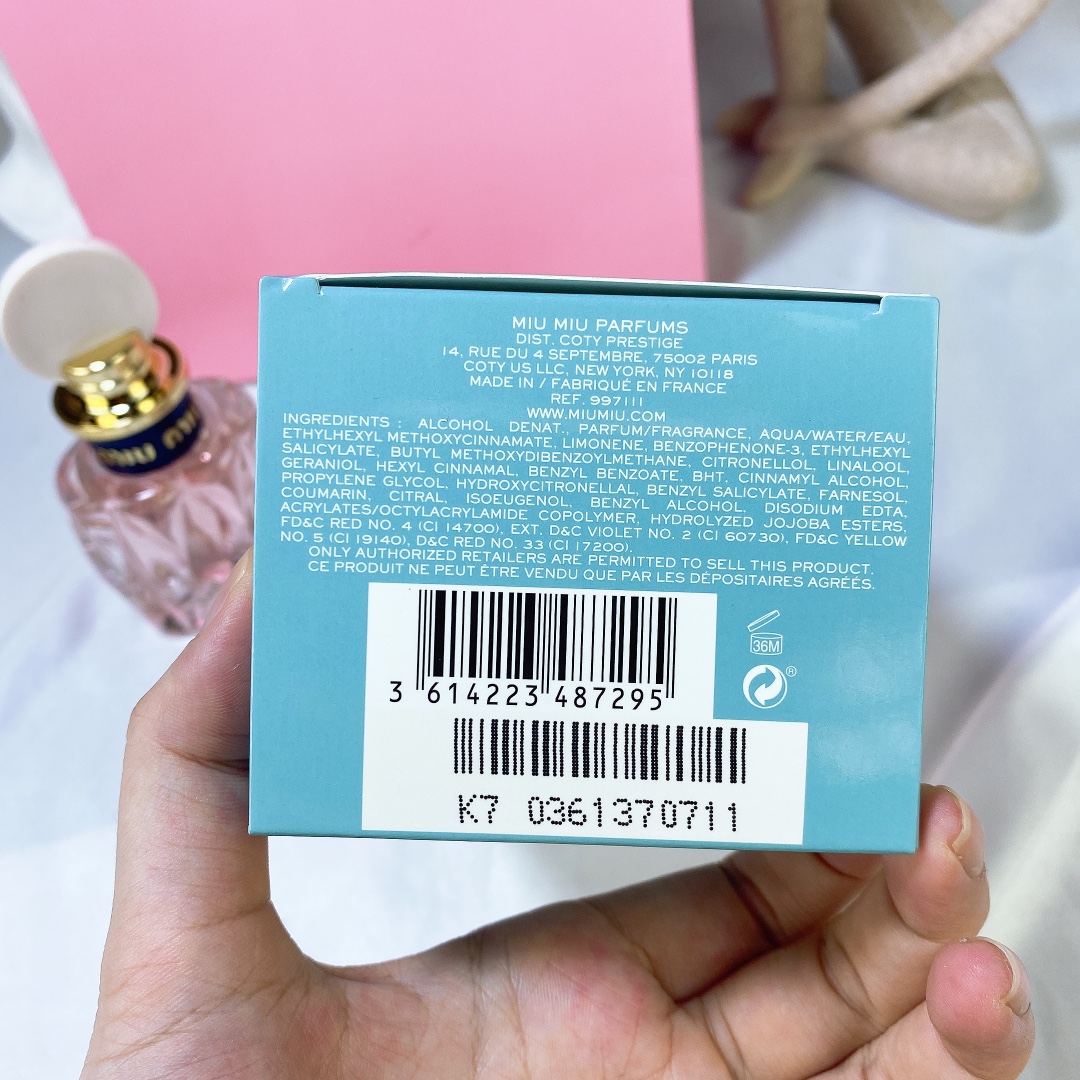 MIU MIU PARFUMS
DIST. COTY PRESTIGE
14, RUE DU 4 SEPTEMBRE, 75002 PARIS
COTY US LLC, NEW YORK, NY 10118
MADE IN / FABRIQUÉ EN FRANCE
REF. 997111
WWW.MIUMIU.COM
INGREDIENTS : ALCOHOL DENAT., PARFUM/FRAGRANCE, AQUA/WATER/EAU,
ETHYLHEXYL METHOXYCINNAMATE, LIMONENE, BENZOPHENONE-3, ETHYLHEXYL
SALICYLATE, BUTYL METHOXYDIBENZOYLMETHANE, CITRONELLOL, LINALOOL,
GERANIOL, HEXYL CINNAMAL, BENZYL BENZOATE, BHT, CINNAMYL ALCOHOL,
PROPYLENE GLYCOL, HYDROXYCITRONELLAL, BENZYL SALICYLATE, FARNESOL,
COUMARIN, CITRAL, ISOEUGENOL, BENZYL ALCOHOL, DISODIUM EDTA,
ACRYLATES/OCTYLACRYLAMIDE COPOLYMER, HYDROLYZED JOJOBA ESTERS,
FD&C RED NO. 4 (CI 14700), EXT. D&C VIOLET NO. 2 (CI 60730), FD&C YELLOW
NO. 5 (CI 19140), D&C RED NO. 33 (CI 17200).
ONLY AUTHORIZED RETAILERS ARE PERMITTED TO SELL THIS PRODUCT.
CE PRODUIT NE PEUT ÊTRE VENDU QUE PAR LES DÉPOSITAIRES AGRÉÉS.
36M
®
3 614223 487295
K7 0361370711
MIU